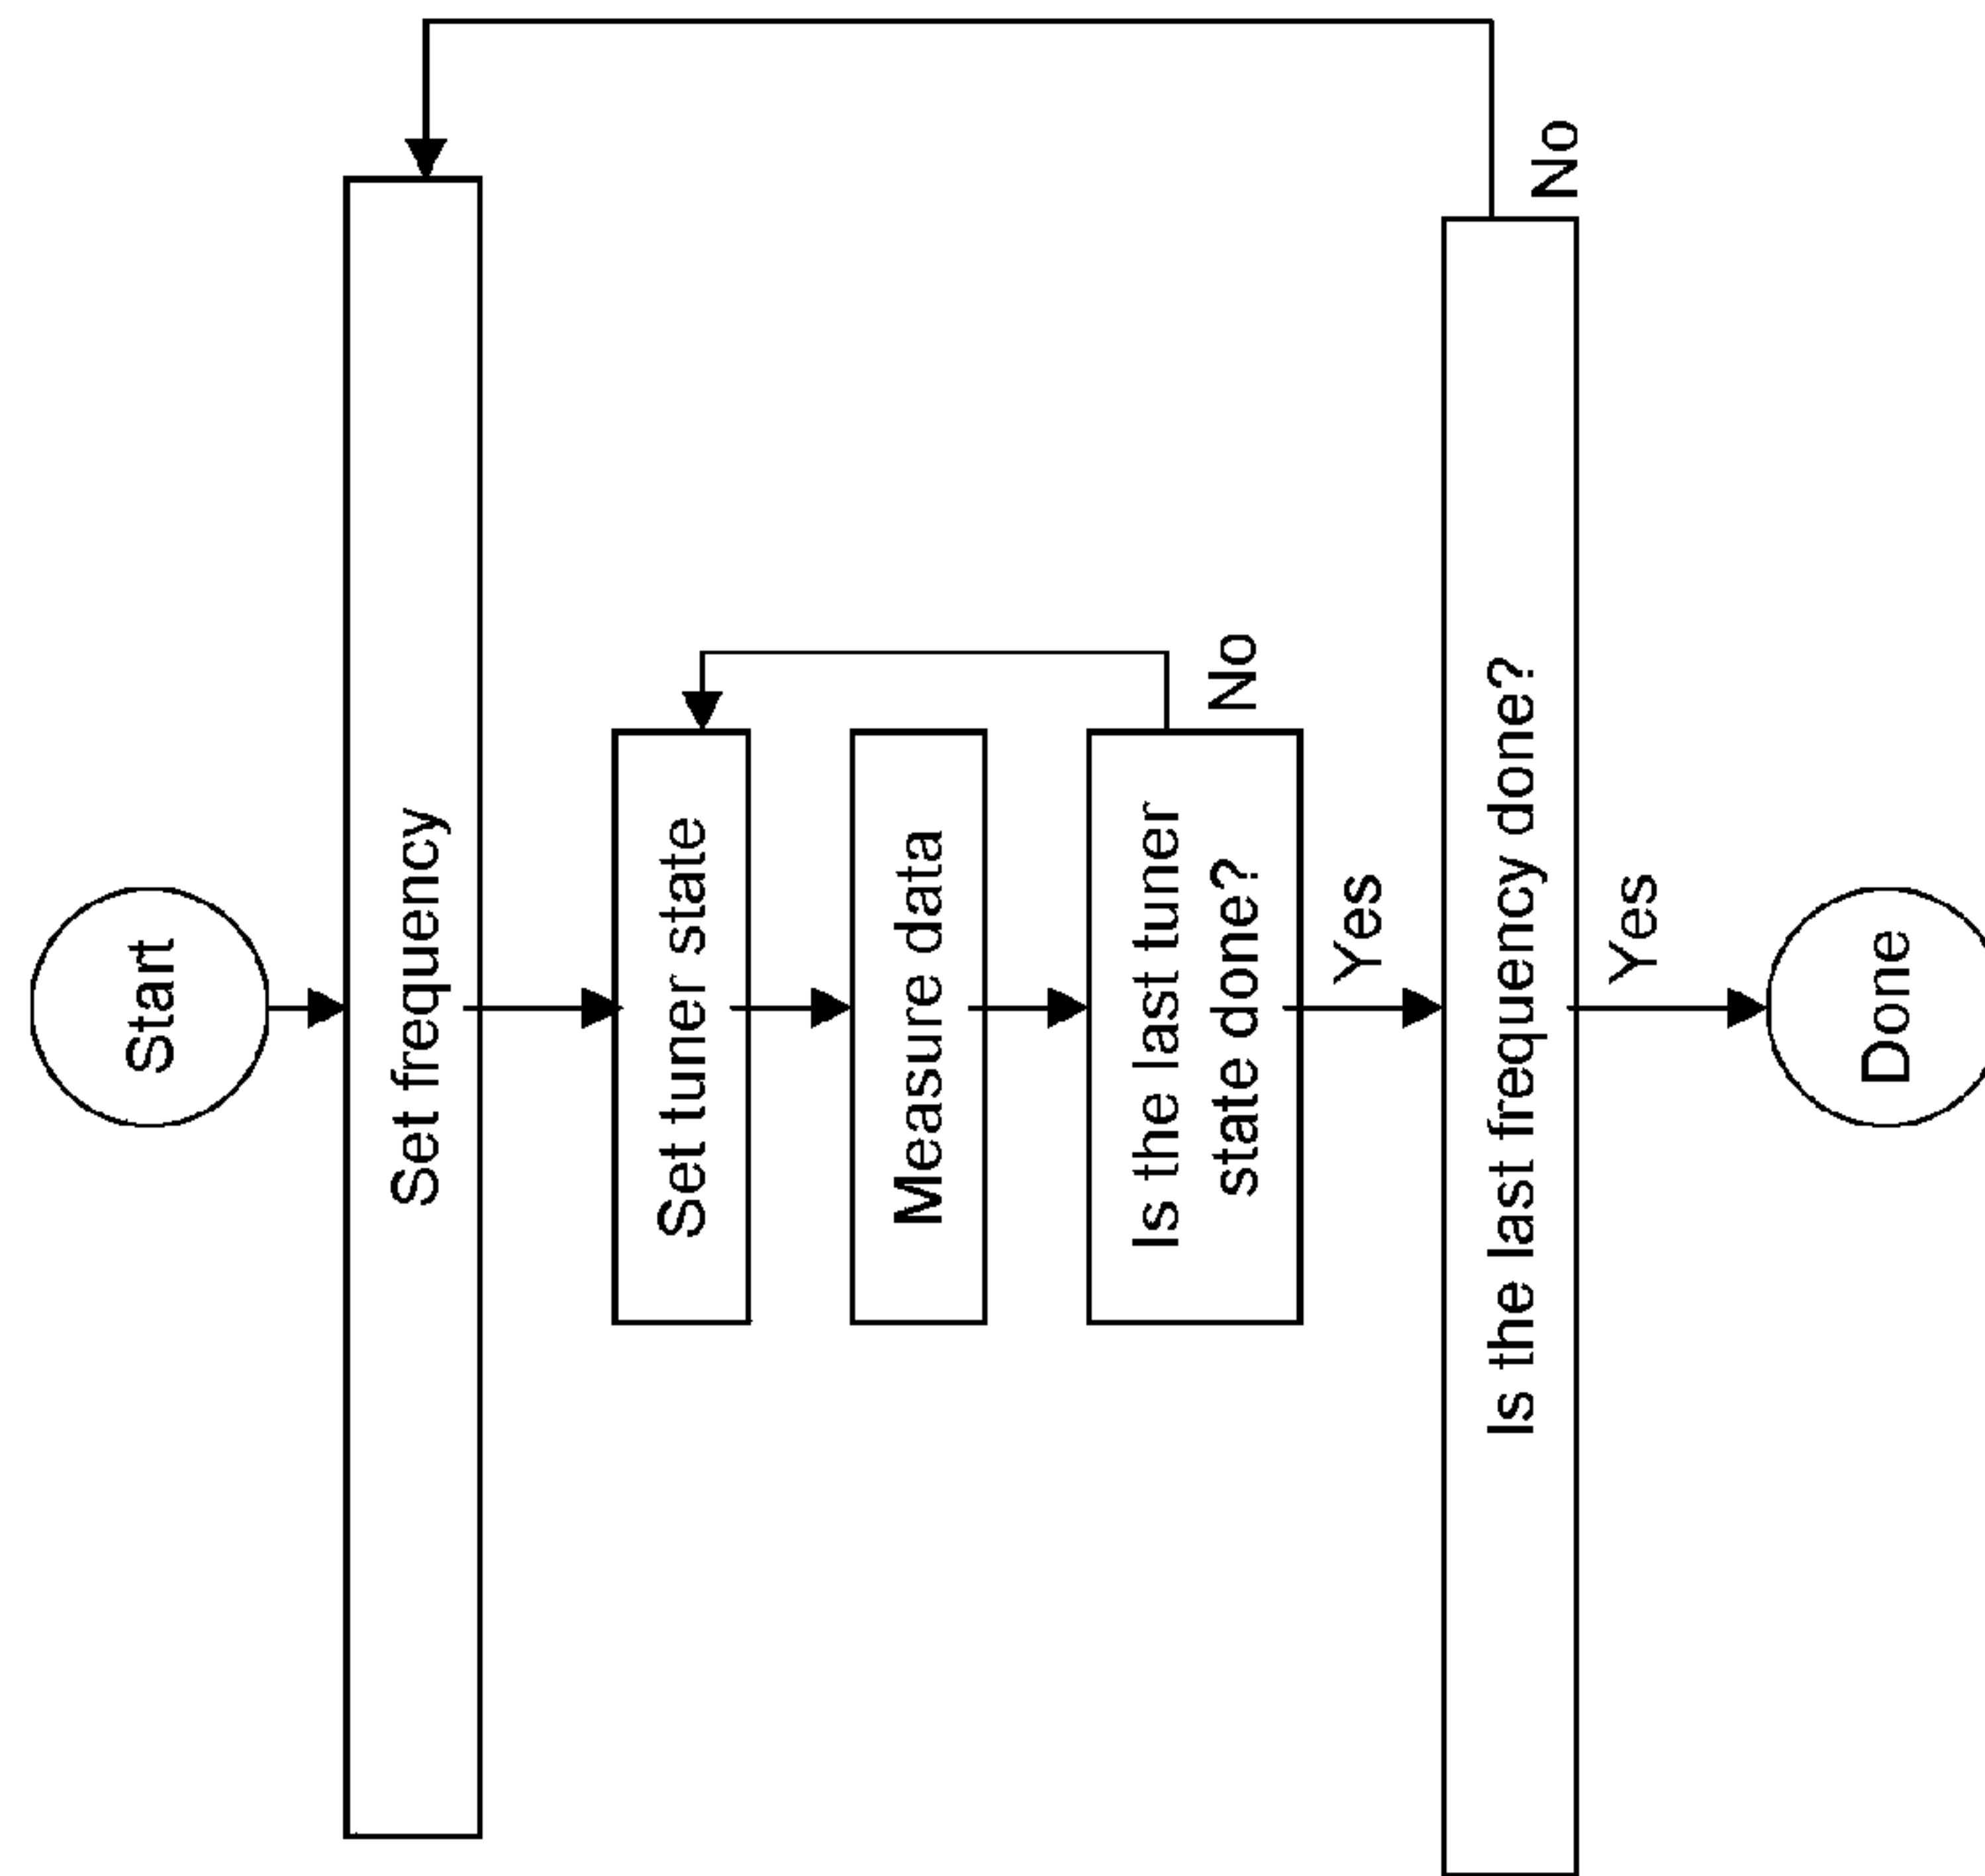 Start
Set frequency
Set tuner state
Measure data
Is the last tuner
state done?
No
Yes
Is the last frequency done?
No
Yes
Done